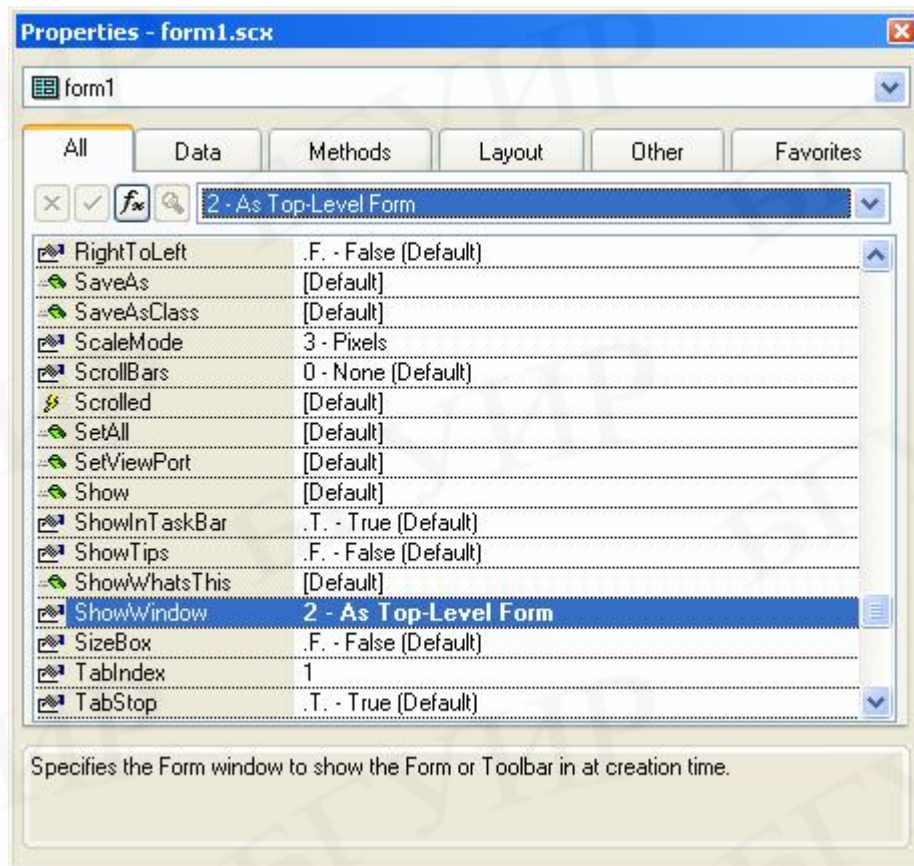 Properties - form1.scx
form1
All Data Methods Layout Other Favorites
fx 2 - As Top-Level Form
RightToLeft .F. - False (Default)
SaveAs [Default]
SaveAsClass [Default]
ScaleMode 3 - Pixels
ScrollBars 0 - None (Default)
Scrolled [Default]
SetAll [Default]
SetViewPort [Default]
Show [Default]
ShowInTaskBar .T. - True (Default)
ShowTips .F. - False (Default)
ShowWhatsThis [Default]
ShowWindow 2 - As Top-Level Form
SizeBox .F. - False (Default)
TabIndex 1
TabStop .T. - True (Default)
Specifies the Form window to show the Form or Toolbar in at creation time.
БГУИР